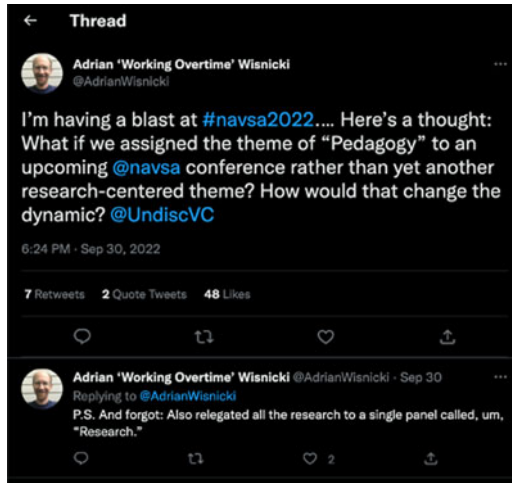 Thread
Adrian ‘Working Overtime’ Wisnicki
@AdrianWisnicki
I’m having a blast at #navsa2022.... Here’s a thought:
What if we assigned the theme of “Pedagogy” to an
upcoming @navsa conference rather than yet another
research-centered theme? How would that change the
dynamic? @UndiscVC
6:24 PM · Sep 30, 2022
7 Retweets 2 Quote Tweets 48 Likes
Adrian ‘Working Overtime’ Wisnicki @AdrianWisnicki · Sep 30
Replying to @AdrianWisnicki
P.S. And forgot: Also relegated all the research to a single panel called, um,
“Research.”
2